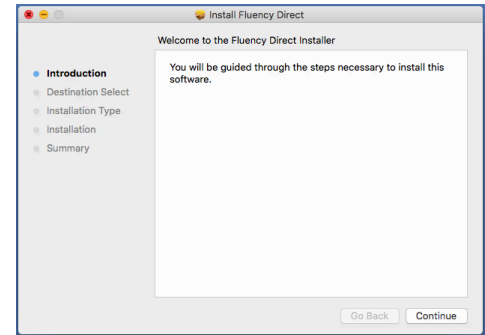 Install Fluency Direct
Welcome to the Fluency Direct Installer
Introduction
Destination Select
Installation Type
Installation
Summary
You will be guided through the steps necessary to install this
software.
Go Back
Continue